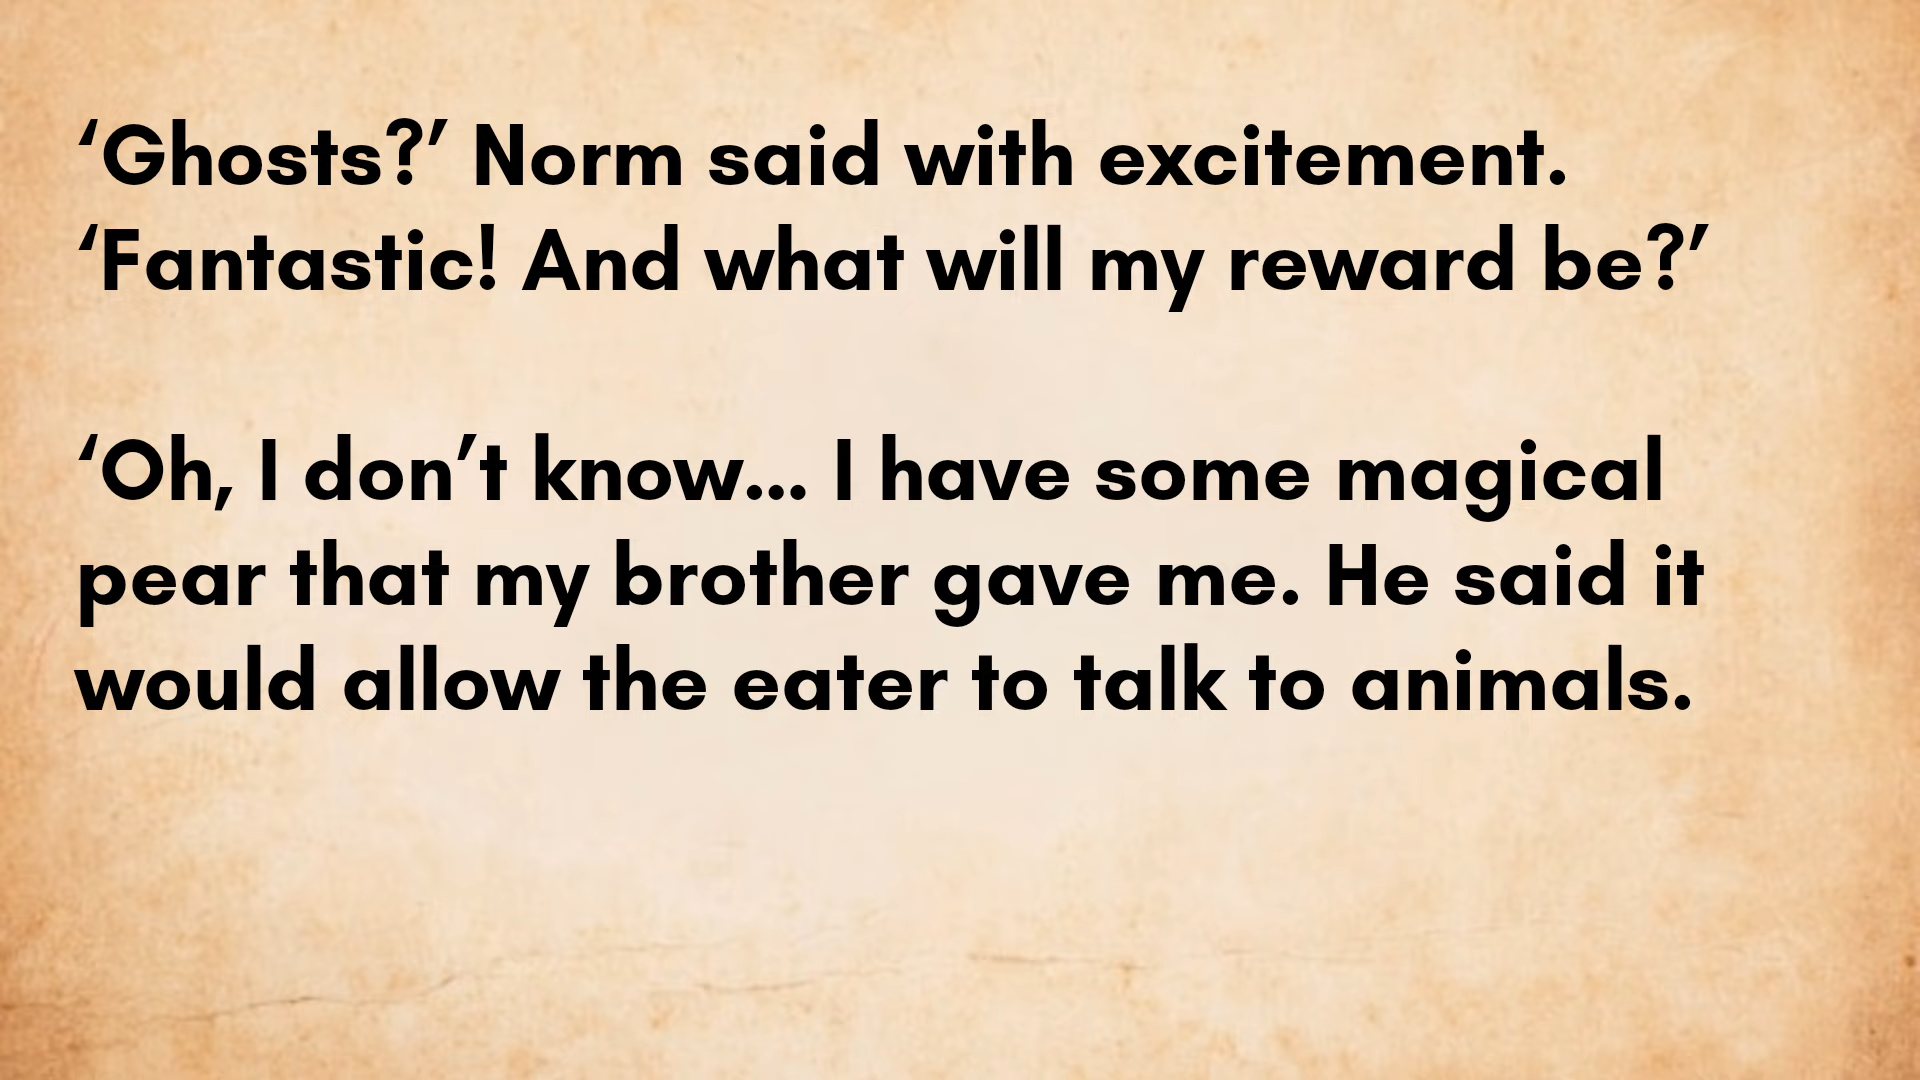 ‘Ghosts?’ Norm said with excitement.
‘Fantastic! And what will my reward be?’
‘Oh, I don’t know... I have some magical
pear that my brother gave me. He said it
would allow the eater to talk to animals.